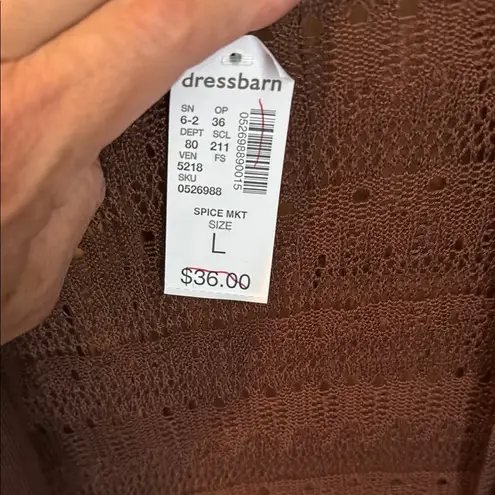 dressbarn
SN OP
6-2 36
DEPT SCL
80 211
VEN FS
5218
SKU
0526988
052698890015
SPICE MKT
SIZE
L
$36.00